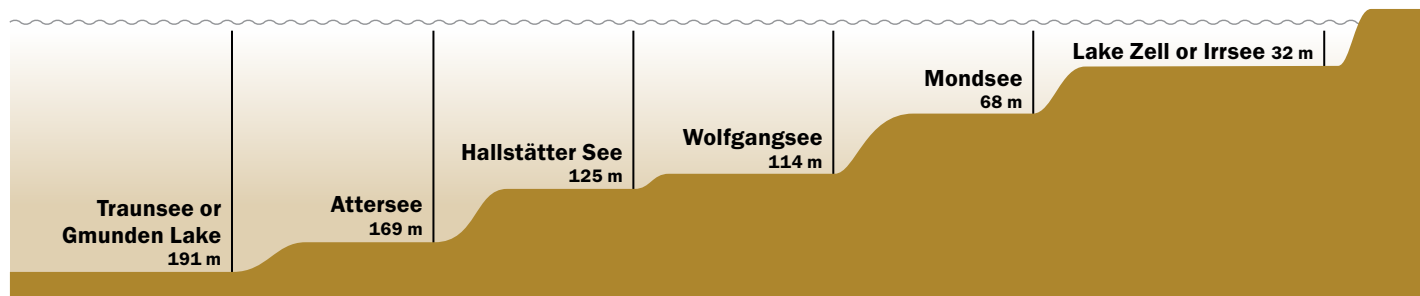 Traunsee or
Gmunden Lake
191 m
Attersee
169 m
Hallstätter See
125 m
Wolfgangsee
114 m
Mondsee
68 m
Lake Zell or Irrsee 32 m